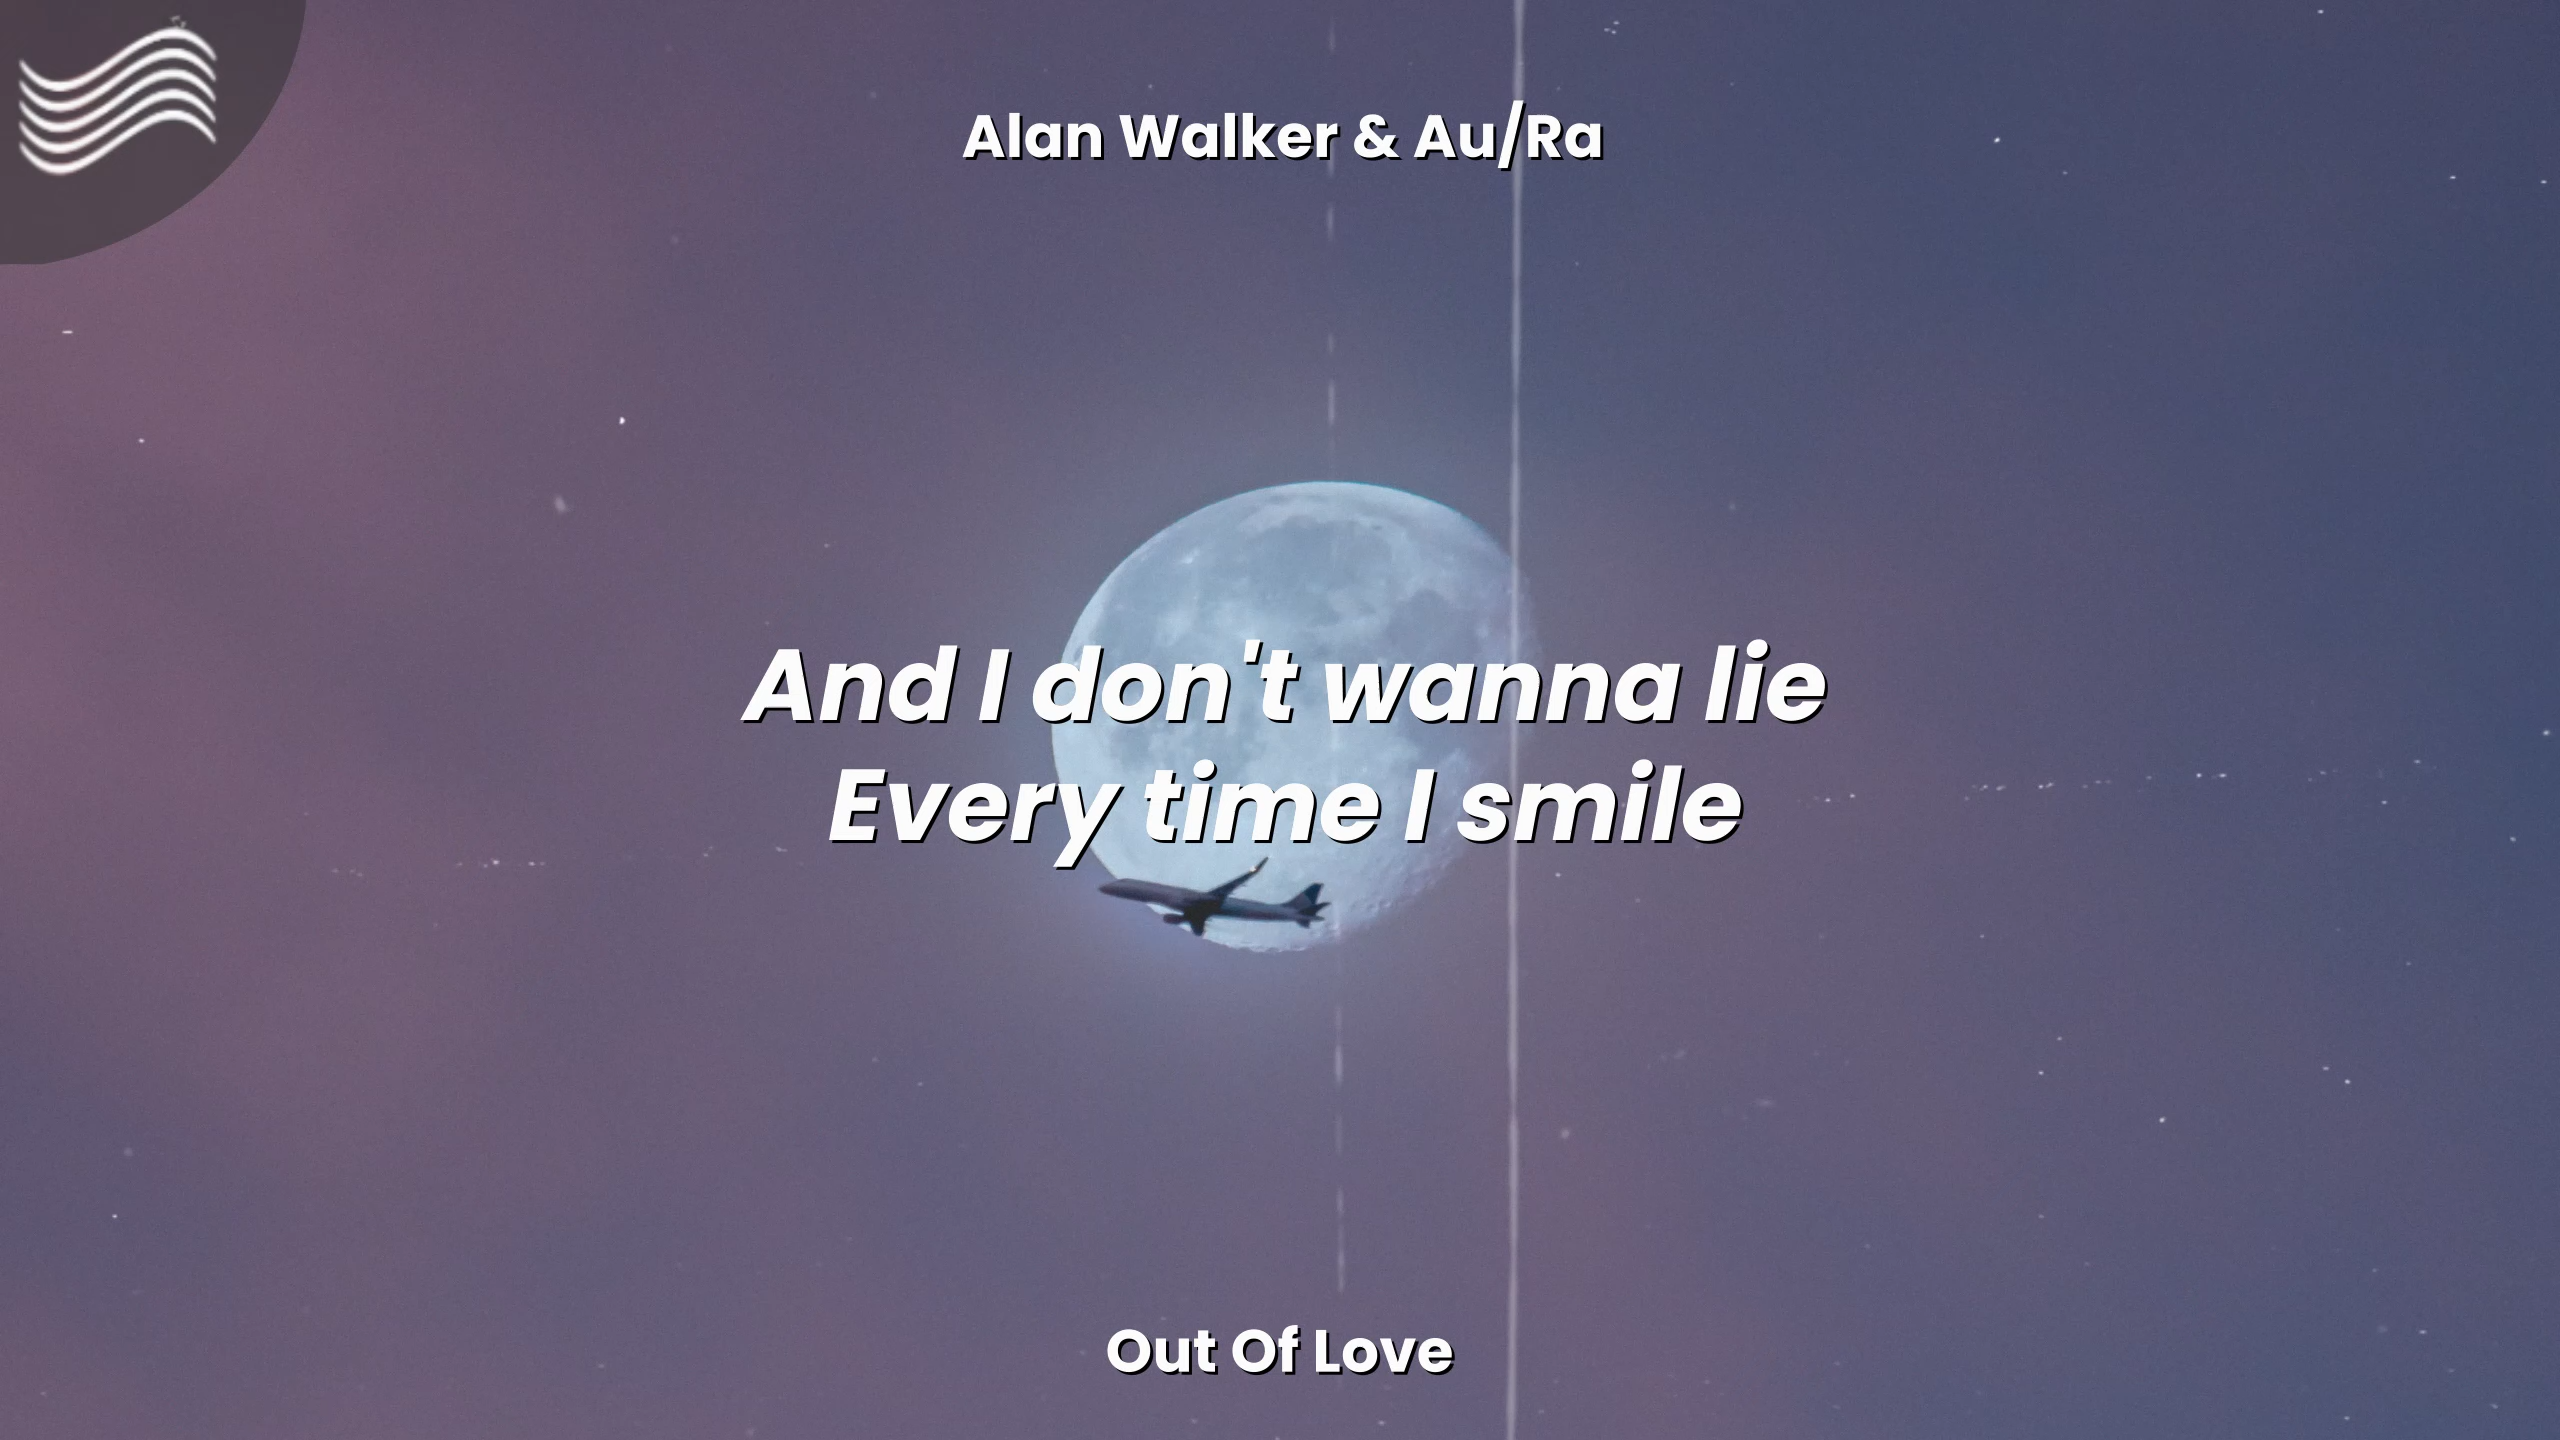 Alan Walker & Au/Ra
And I don't wanna lie
Every time I smile
Out Of Love